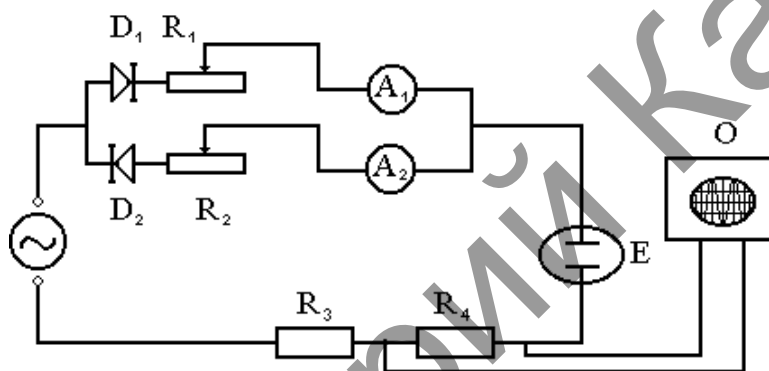 D₁ R₁
A₁
O
A₂
D₂ R₂
E
R₃ R₄